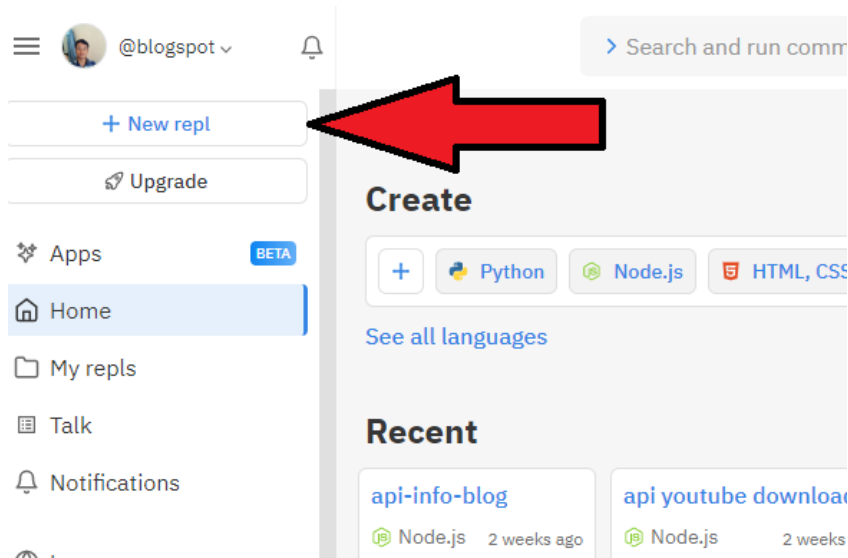 @blogspot
Search and run comm
+ New repl
Upgrade
Apps
BETA
Home
My repls
Talk
Notifications
Create
+
Python
Node.js
HTML, CSS
See all languages
Recent
api-info-blog
Node.js 2 weeks ago
api youtube download
Node.js 2 weeks